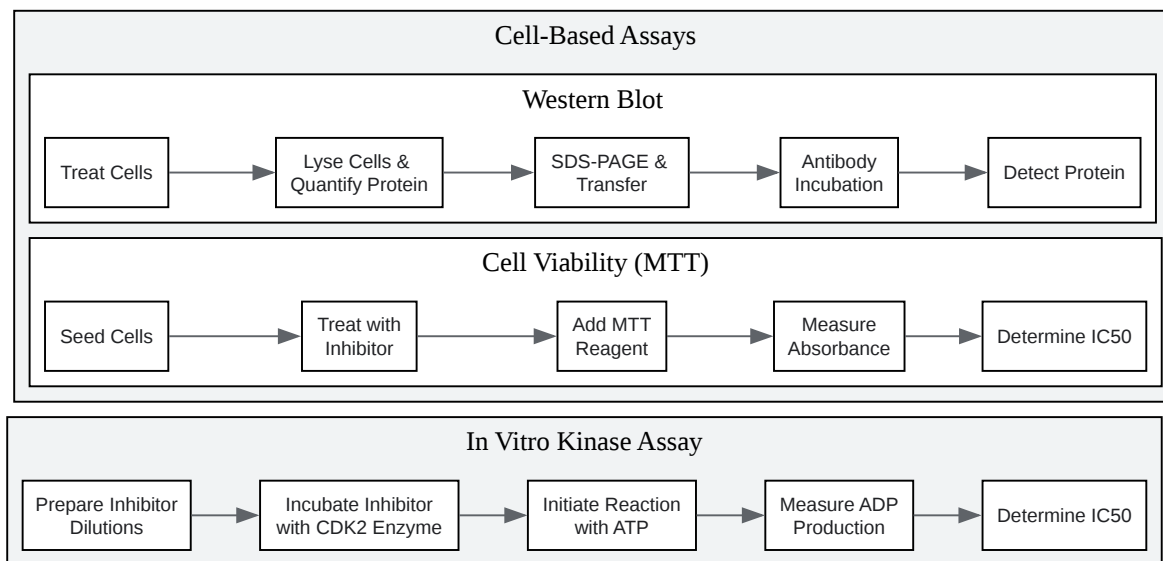 Cell-Based Assays
Western Blot
Treat Cells
Lyse Cells &
Quantify Protein
SDS-PAGE &
Transfer
Antibody
Incubation
Detect Protein
Cell Viability (MTT)
Seed Cells
Treat with
Inhibitor
Add MTT
Reagent
Measure
Absorbance
Determine IC50
In Vitro Kinase Assay
Prepare Inhibitor
Dilutions
Incubate Inhibitor
with CDK2 Enzyme
Initiate Reaction
with ATP
Measure ADP
Production
Determine IC50